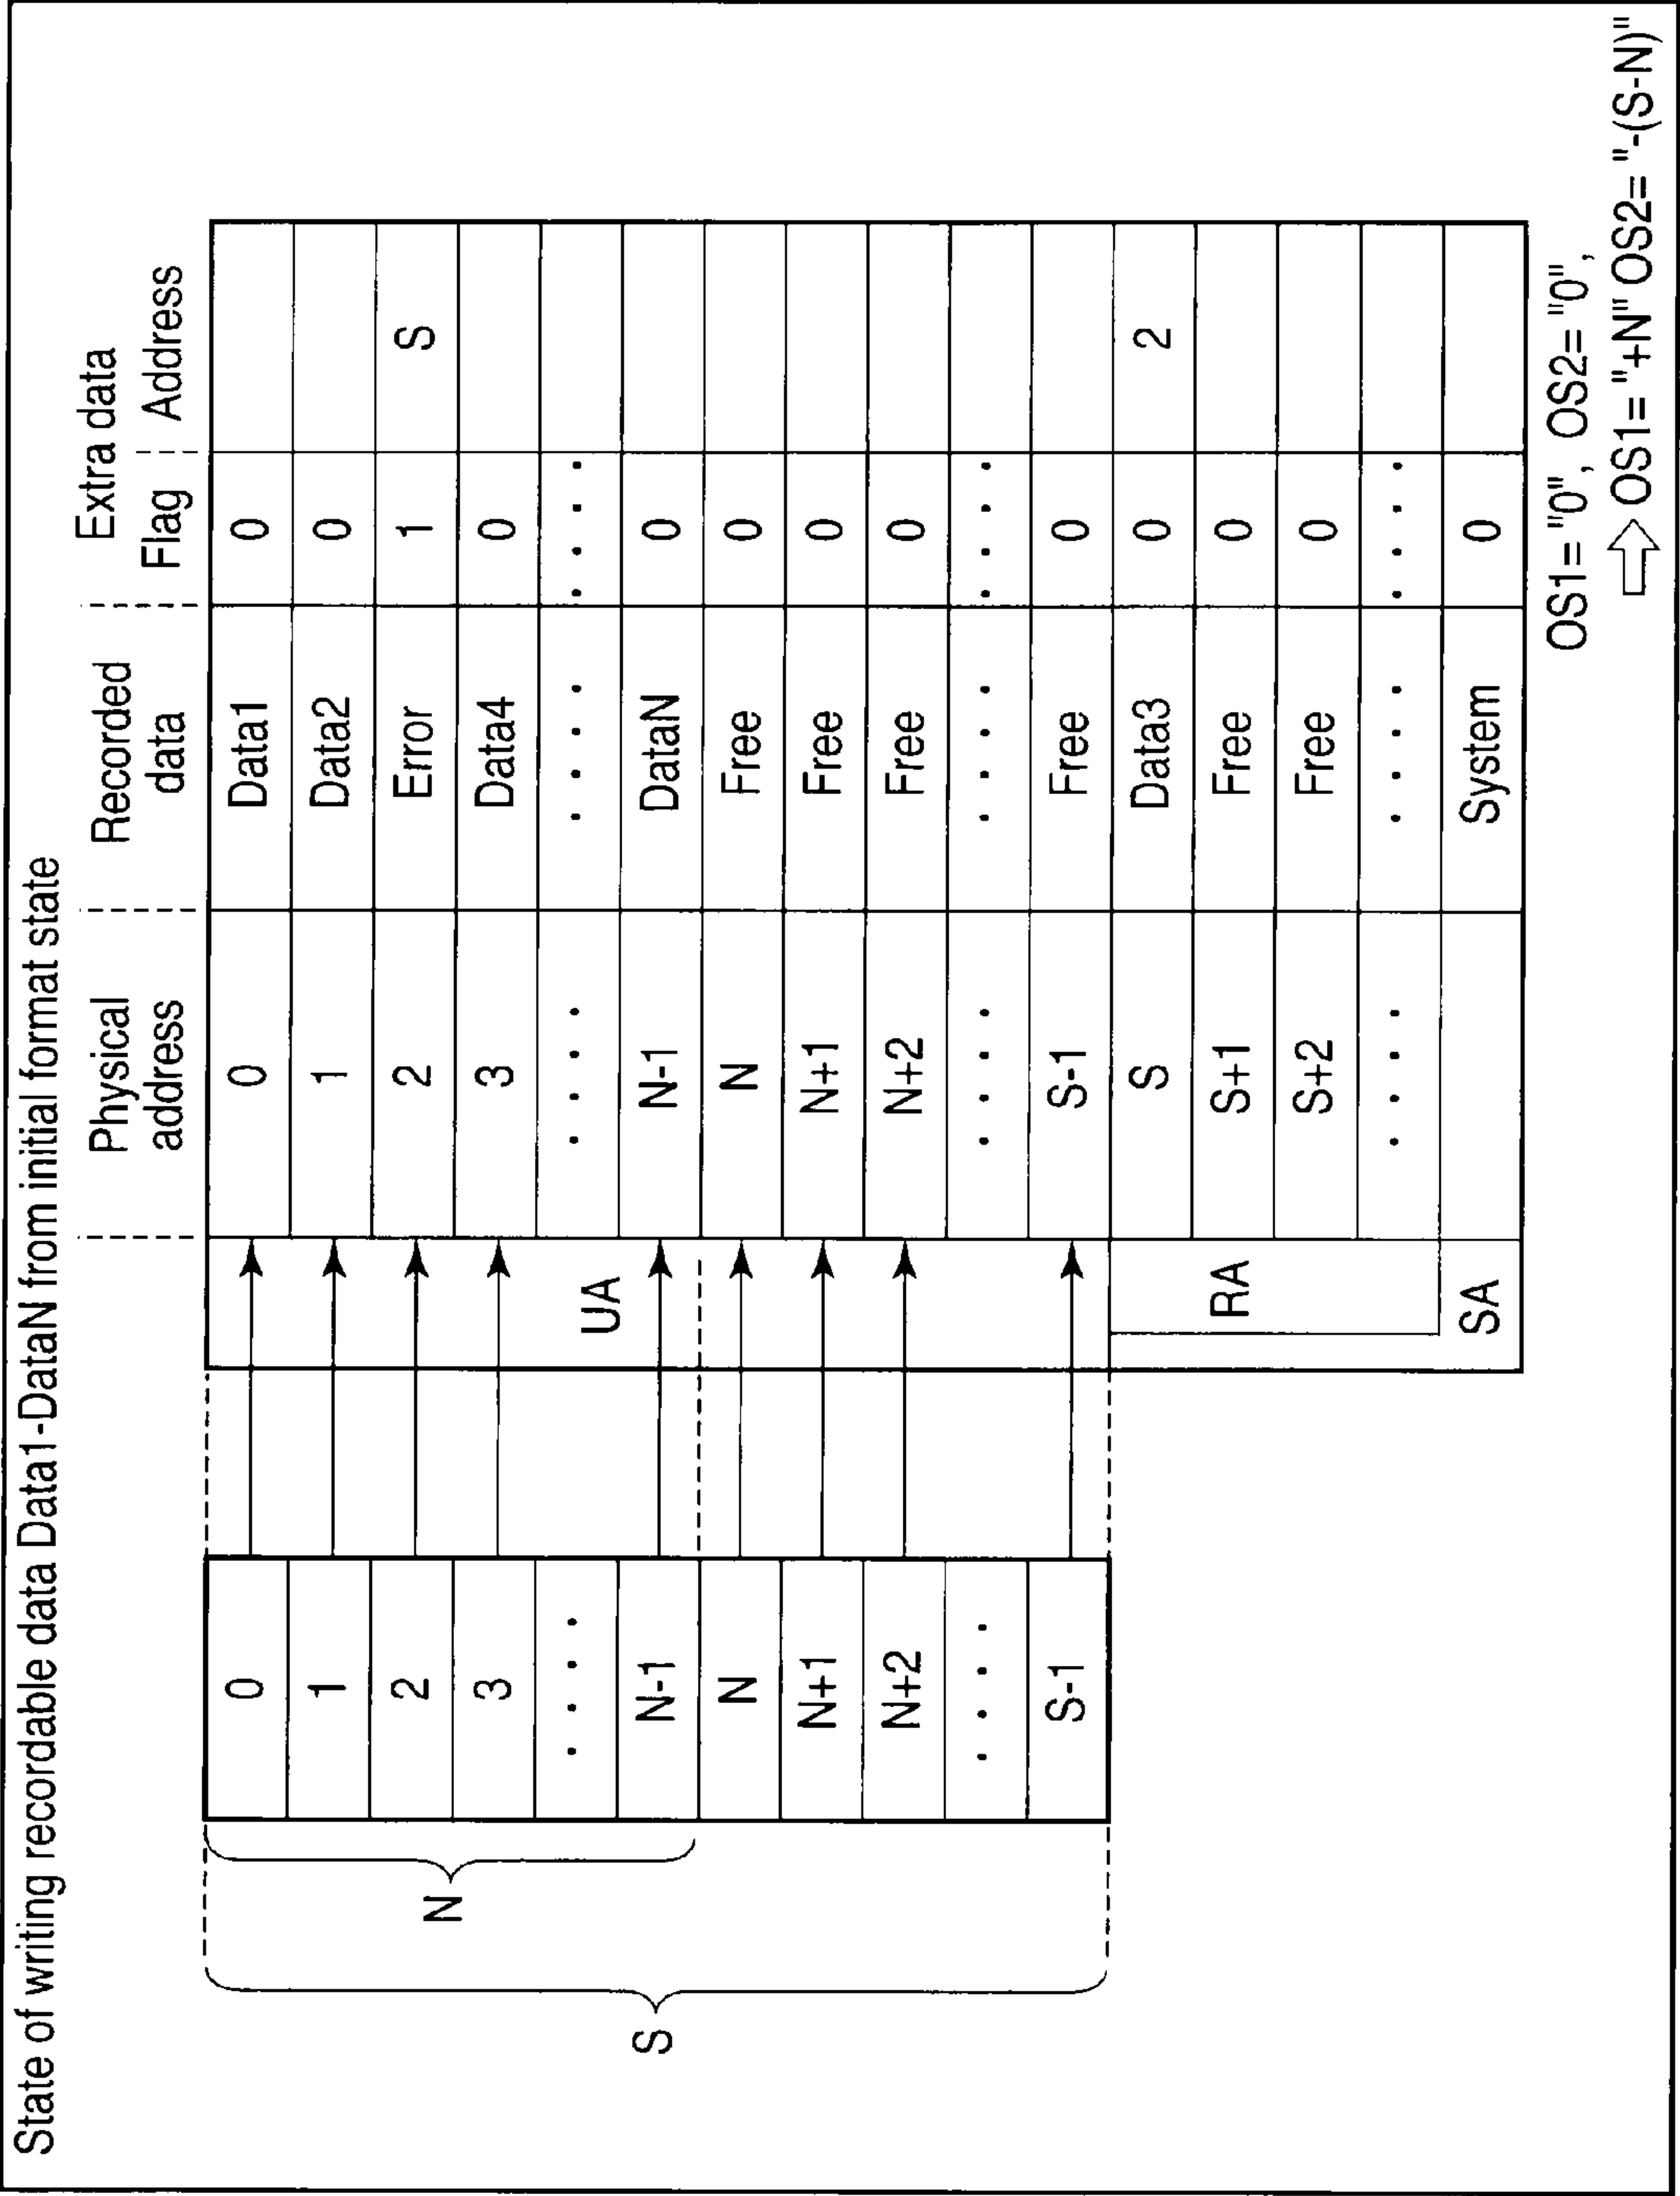 State of writing recordable data Data1-DataN from initial format state
Physical address Recorded data Extra data
Flag Address
0 0 Data1 0
1 1 Data2 0
2 2 Error 1 S
3 3 Data4 0
.... .... .... ....
N-1 UA N-1 DataN 0
N N Free 0
N+1 N+1 Free 0
N+2 N+2 Free 0
.... .... .... ....
S-1 S-1 Free 0
S Data3 0 2
RA S+1 Free 0
S+2 Free 0
.... .... ....
SA System 0
N
S
OS1= "0", OS2= "0",
⇨ OS1= "+N" OS2= "-(S-N)"